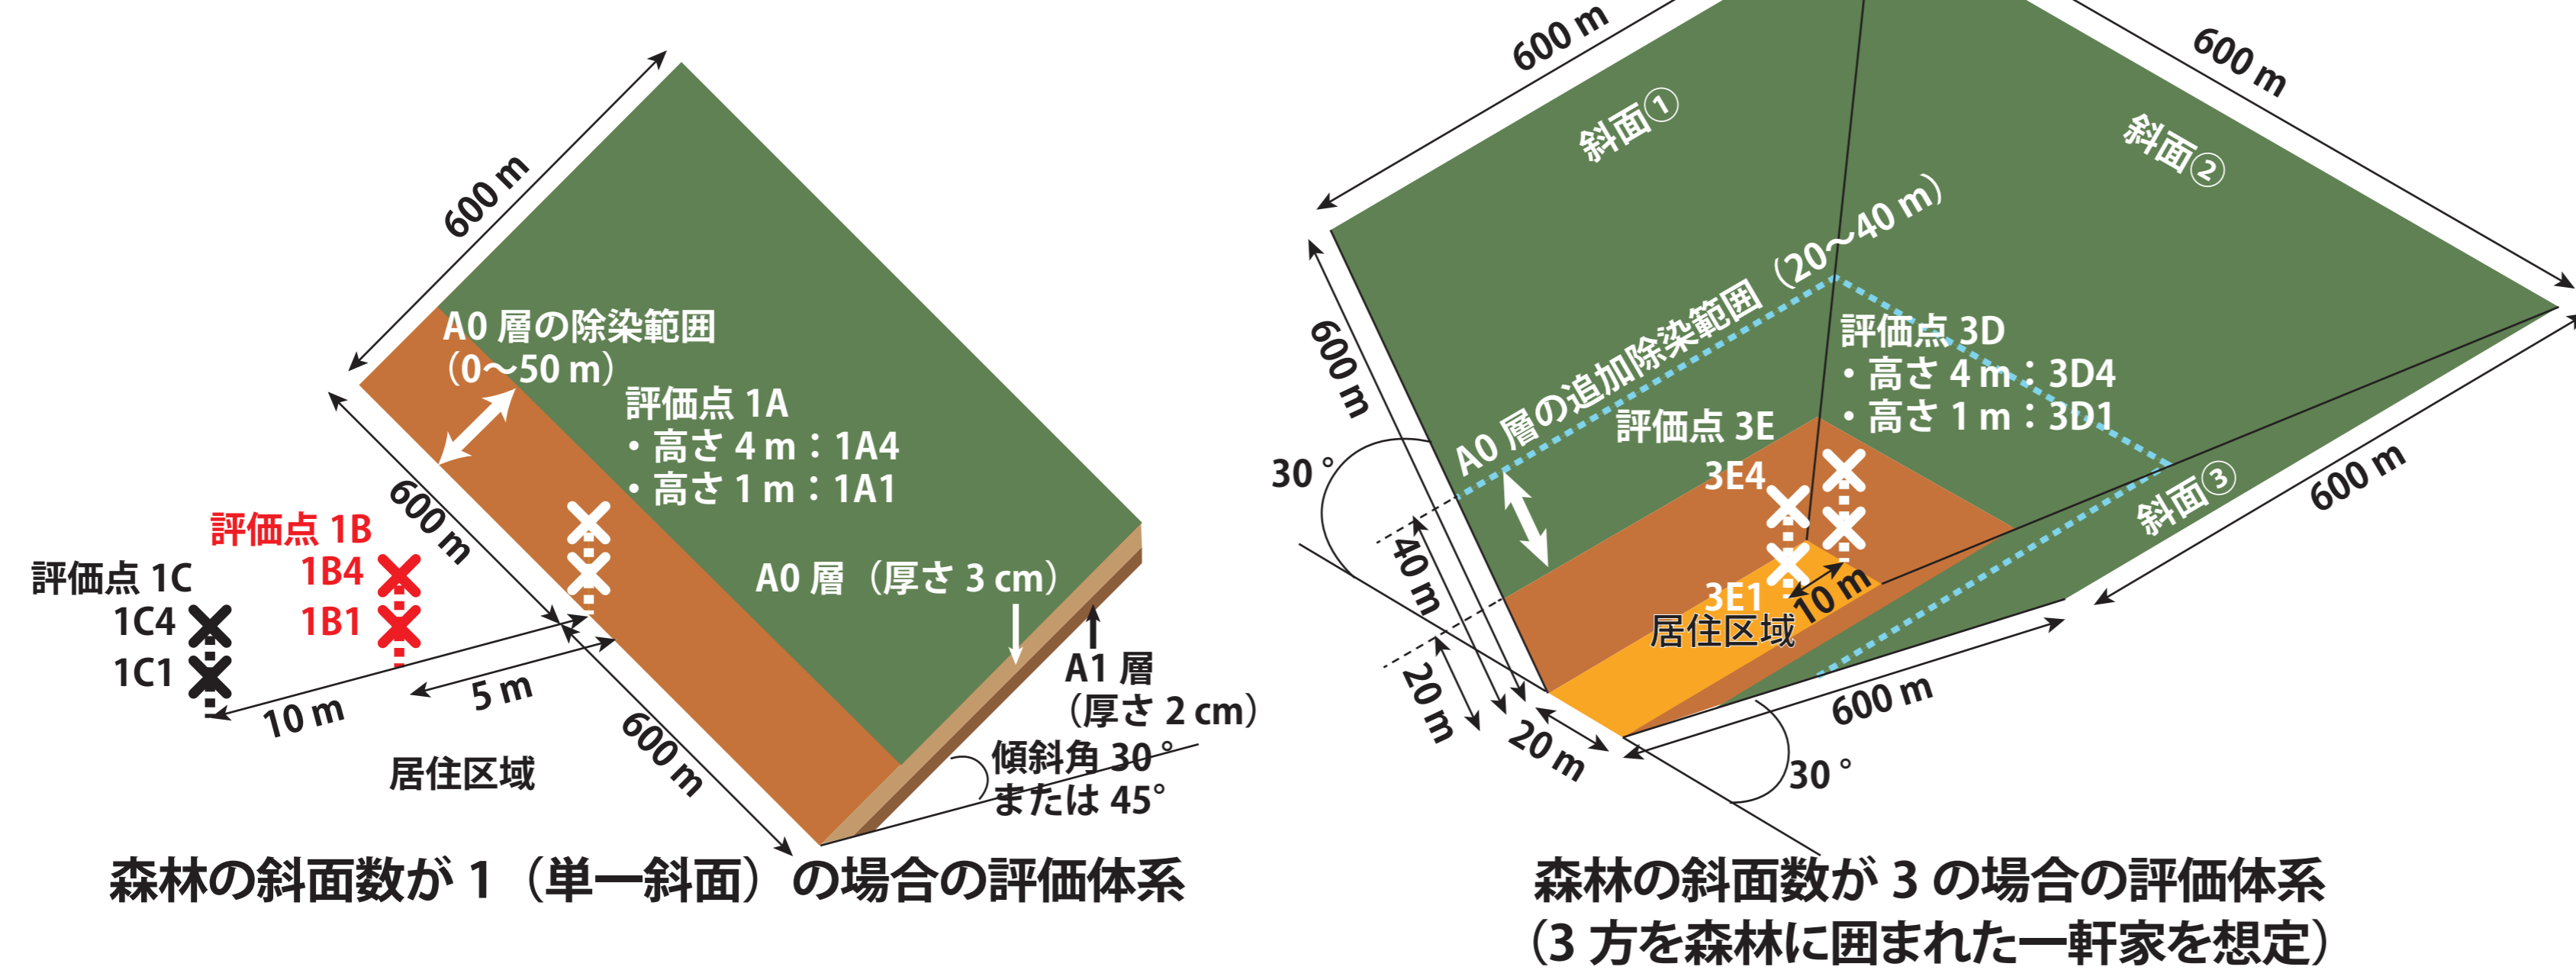 600 m
A0 層の除染範囲
（0～50 m）
評価点 1A
・高さ 4 m：1A4
・高さ 1 m：1A1
600 m
評価点 1B
1B4
1B1
評価点 1C
1C4
1C1
10 m
5 m
居住区域
600 m
A0 層（厚さ 3 cm）
A1 層
（厚さ 2 cm）
傾斜角 30 °
または 45°
森林の斜面数が 1（単一斜面）の場合の評価体系
600 m
600 m
斜面①
斜面②
A0 層の追加除染範囲（20～40 m）
600 m
30 °
評価点 3D
・高さ 4 m：3D4
・高さ 1 m：3D1
評価点 3E
3E4
3E1
10 m
居住区域
斜面③
600 m
40 m
20 m
20 m
600 m
30 °
森林の斜面数が 3 の場合の評価体系
（3 方を森林に囲まれた一軒家を想定）